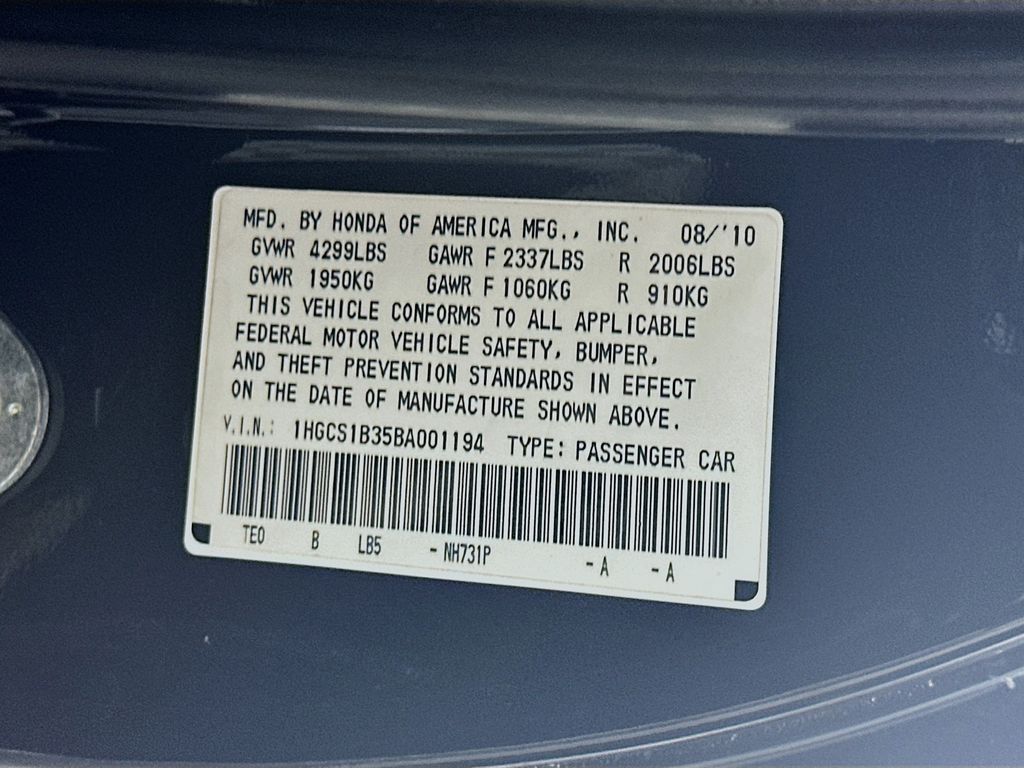 MFD. BY HONDA OF AMERICA MFG., INC. 08/'10
GVWR 4299LBS GAWR F 2337LBS R 2006LBS
GVWR 1950KG GAWR F 1060KG R 910KG
THIS VEHICLE CONFORMS TO ALL APPLICABLE
FEDERAL MOTOR VEHICLE SAFETY, BUMPER,
AND THEFT PREVENTION STANDARDS IN EFFECT
ON THE DATE OF MANUFACTURE SHOWN ABOVE.
V.I.N.: 1HGCS1B35BA001194 TYPE: PASSENGER CAR
TE0 B LB5 -NH731P -A -A